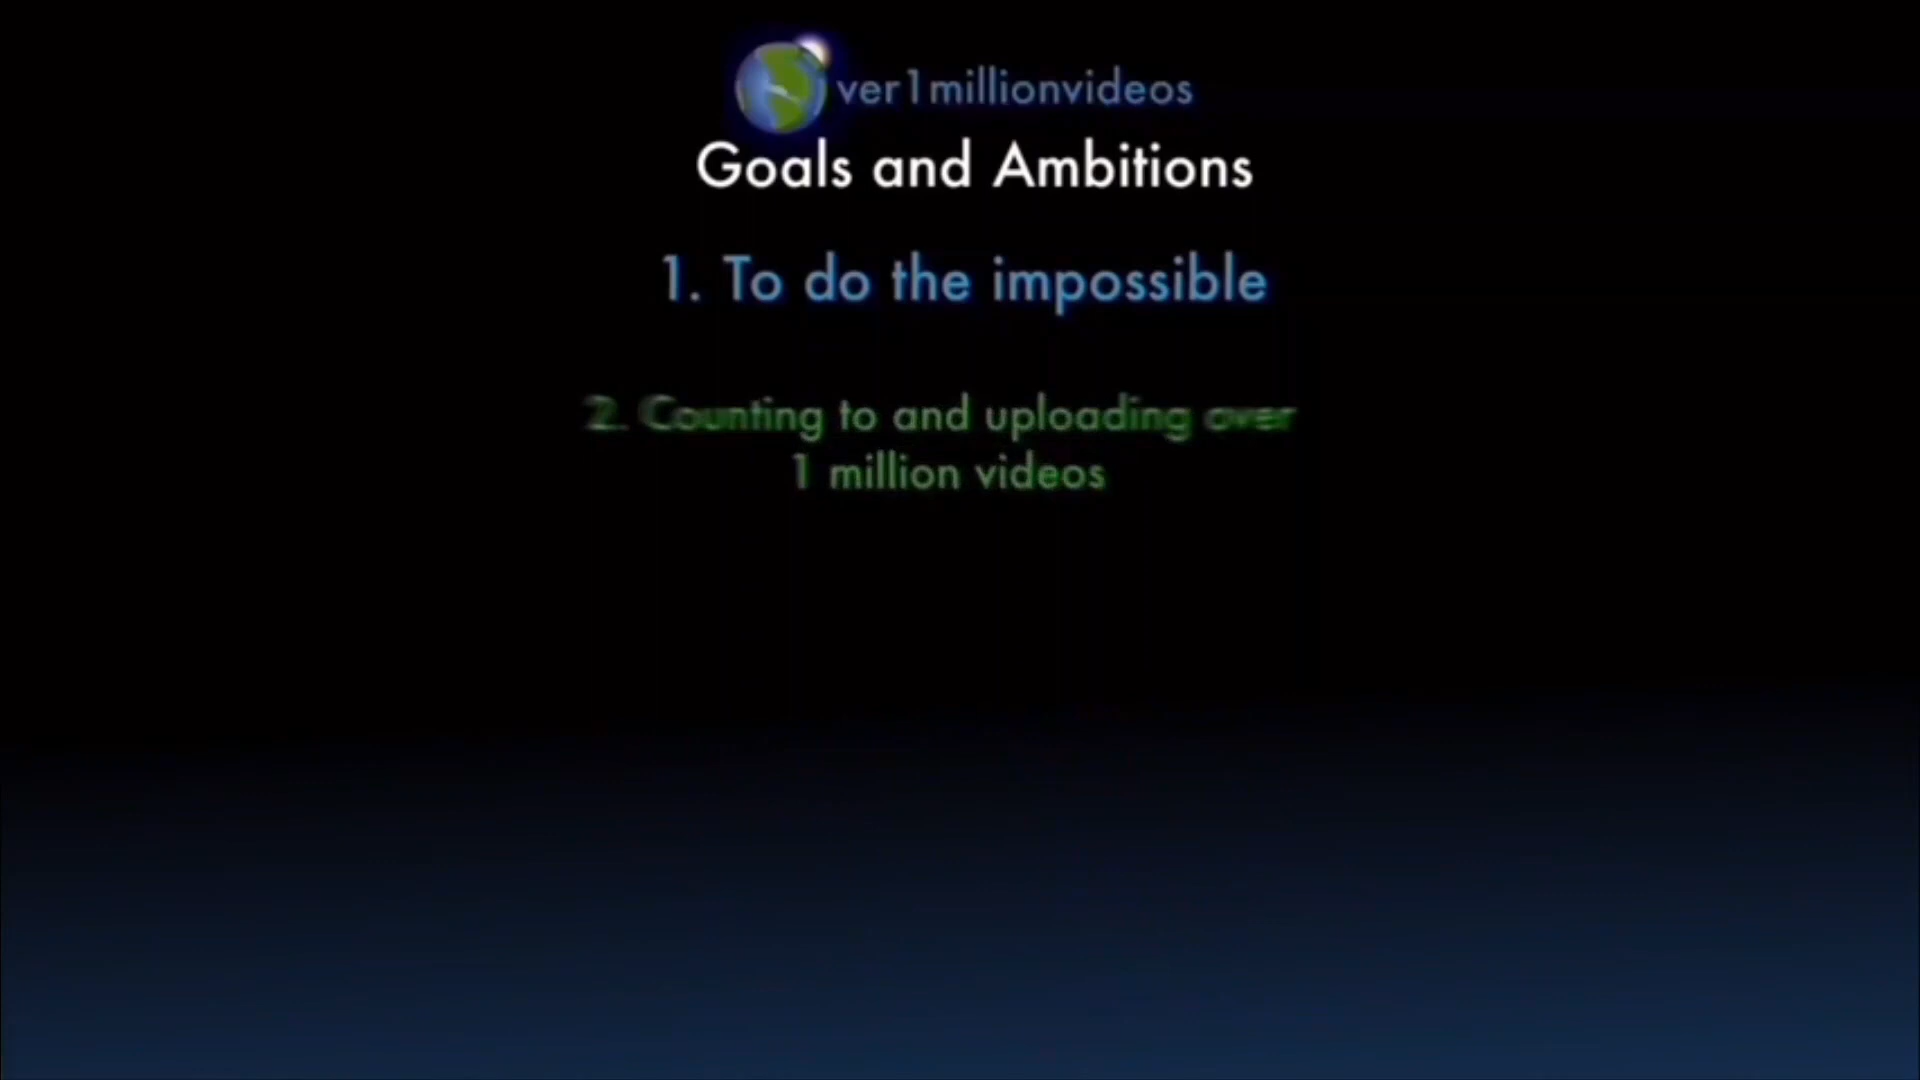 ver1millionvideos
Goals and Ambitions
1. To do the impossible
2. Counting to and uploading over
1 million videos